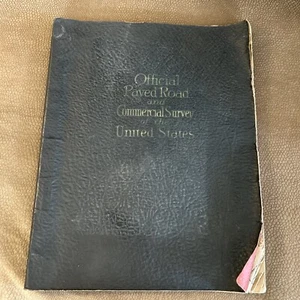 Official
Paved Road
and
Commercial Survey
of the
United States